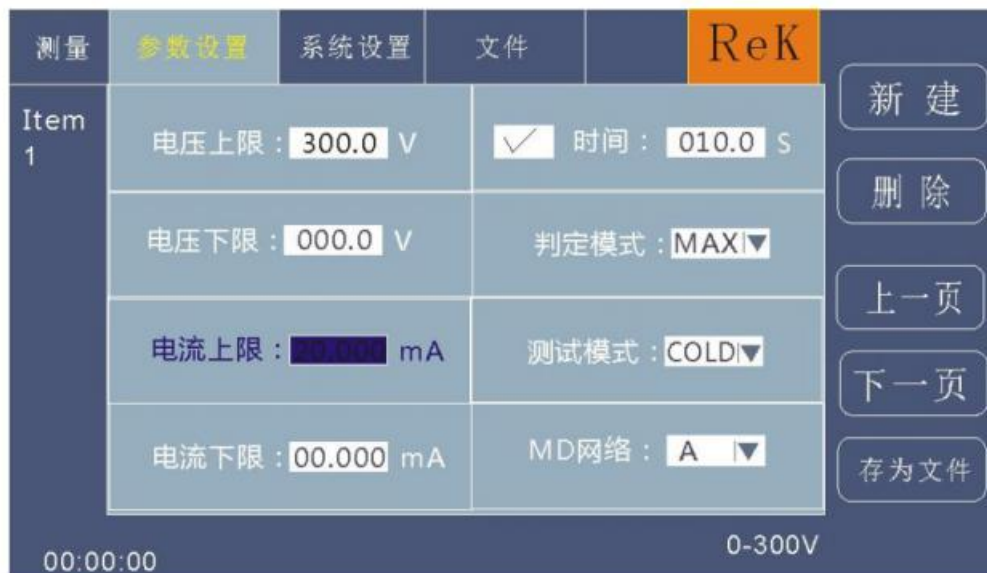 测量 参数设置 系统设置 文件 ReK
Item
1
电压上限：300.0 V
✓ 时间： 010.0 S
电压下限：000.0 V
判定模式：MAX
电流上限：20.000 mA
测试模式：COLD
电流下限：00.000 mA
MD网络： A
新建
删除
上一页
下一页
存为文件
00:00:00
0-300V